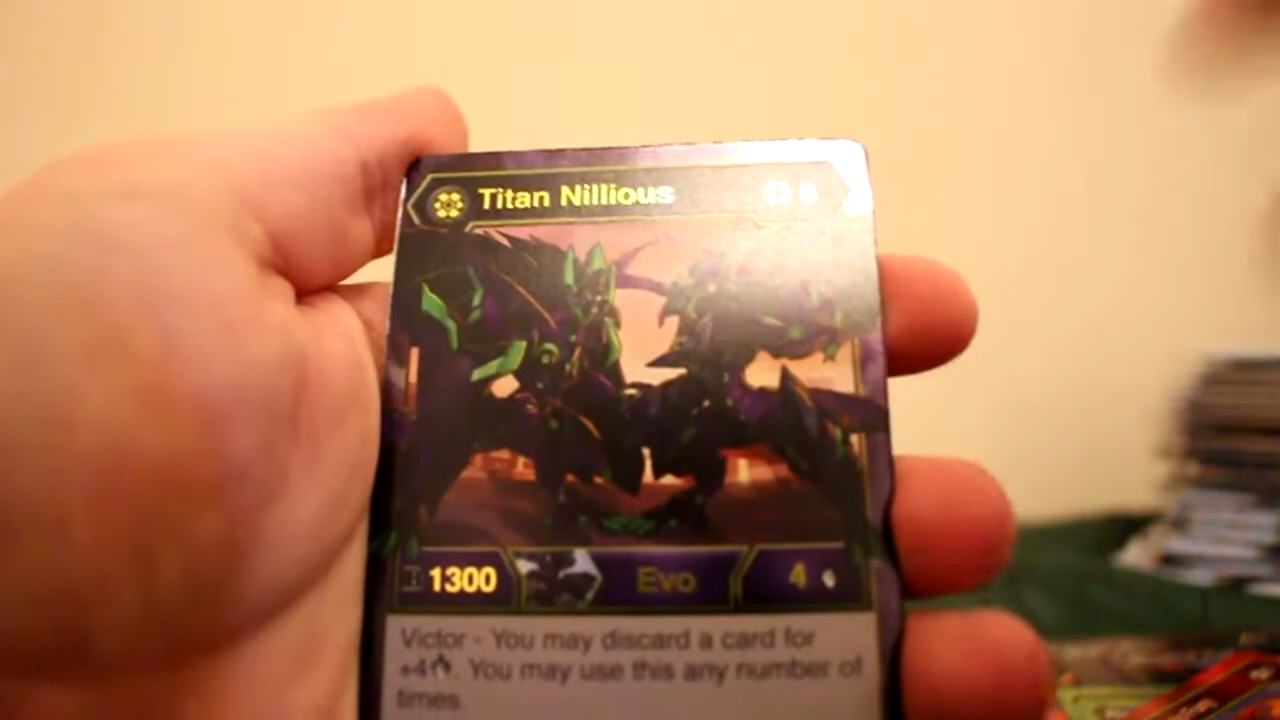 Titan Nillious 6
B 1300 Evo 4
Victor - You may discard a card for
+4. You may use this any number of
times.